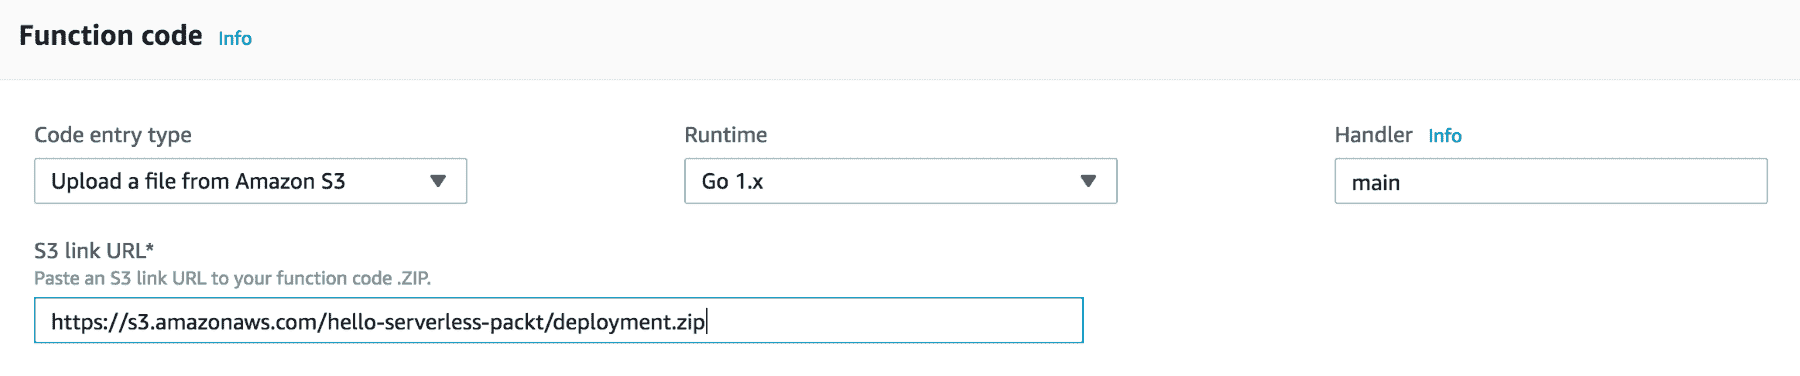 Function code Info
Code entry type Runtime Handler Info
Upload a file from Amazon S3 Go 1.x main
S3 link URL*
Paste an S3 link URL to your function code .ZIP.
https://s3.amazonaws.com/hello-serverless-packt/deployment.zip